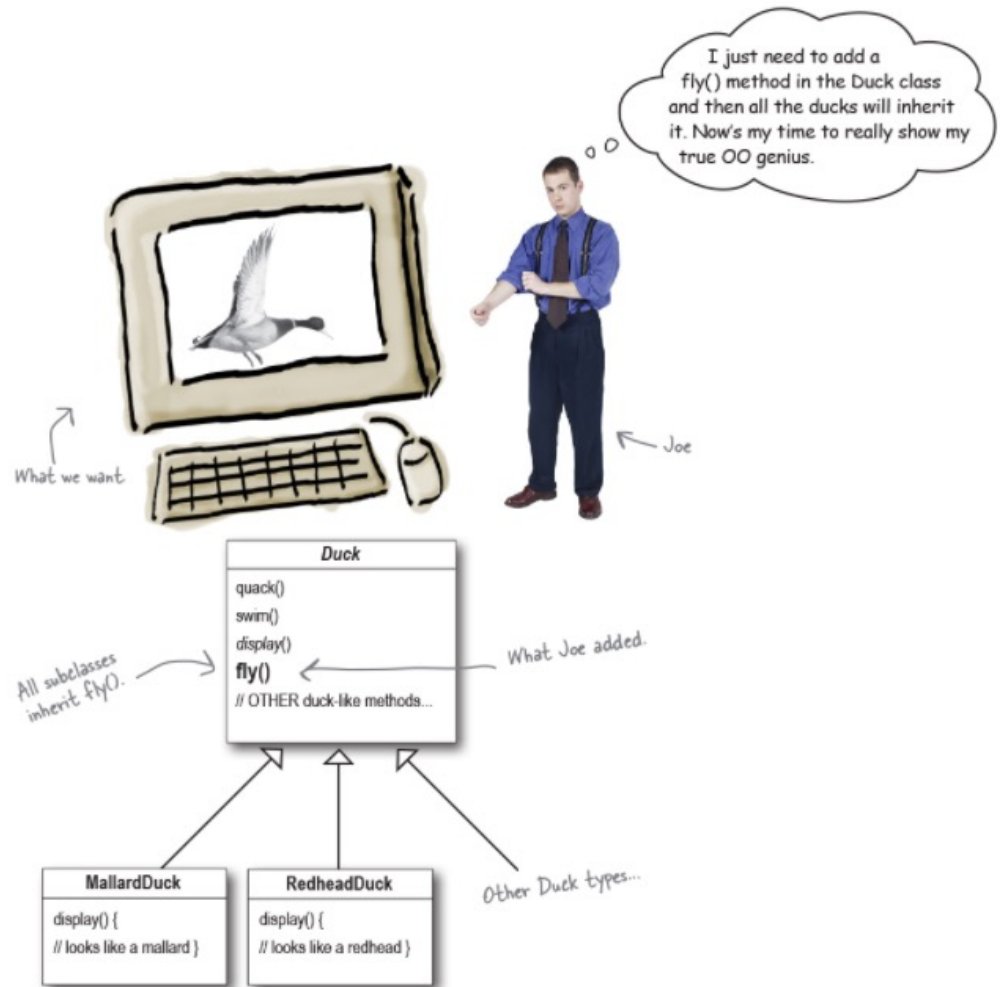 I just need to add a
fly() method in the Duck class
and then all the ducks will inherit
it. Now's my time to really show my
true OO genius.
What we want
Joe
Duck
quack()
swim()
display()
fly()
// OTHER duck-like methods...
All subclasses
inherit fly().
What Joe added.
MallardDuck
display() {
// looks like a mallard }
RedheadDuck
display() {
// looks like a redhead }
Other Duck types...